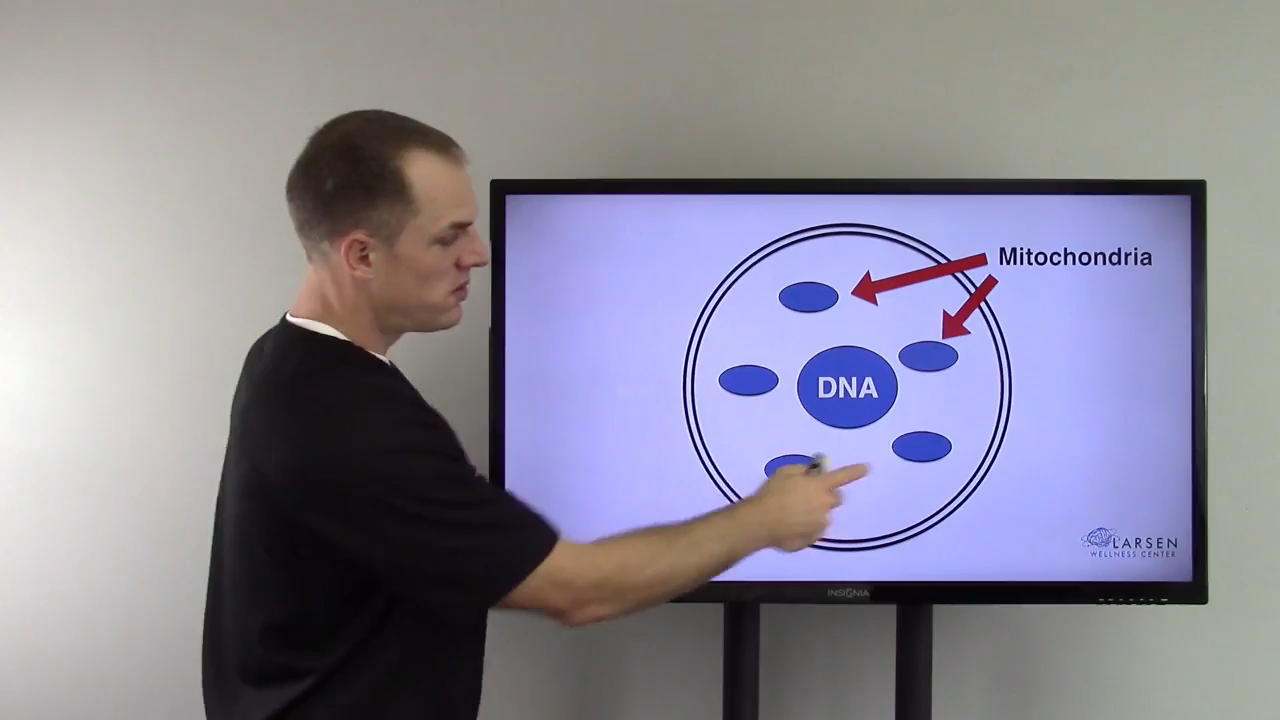 Mitochondria
DNA
LARSEN
WELLNESS CENTER
INSIGNIA